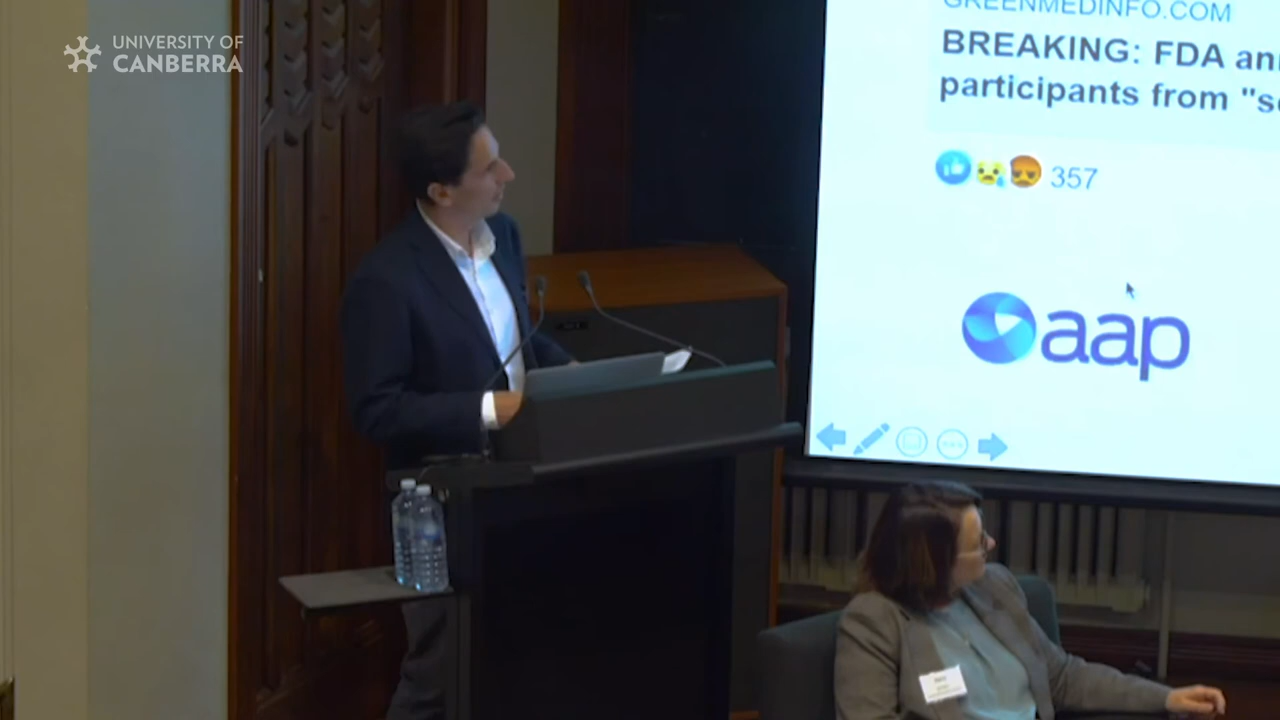 UNIVERSITY OF
CANBERRA
GREENMEDINFO.COM
BREAKING: FDA an
participants from "s
357
aap